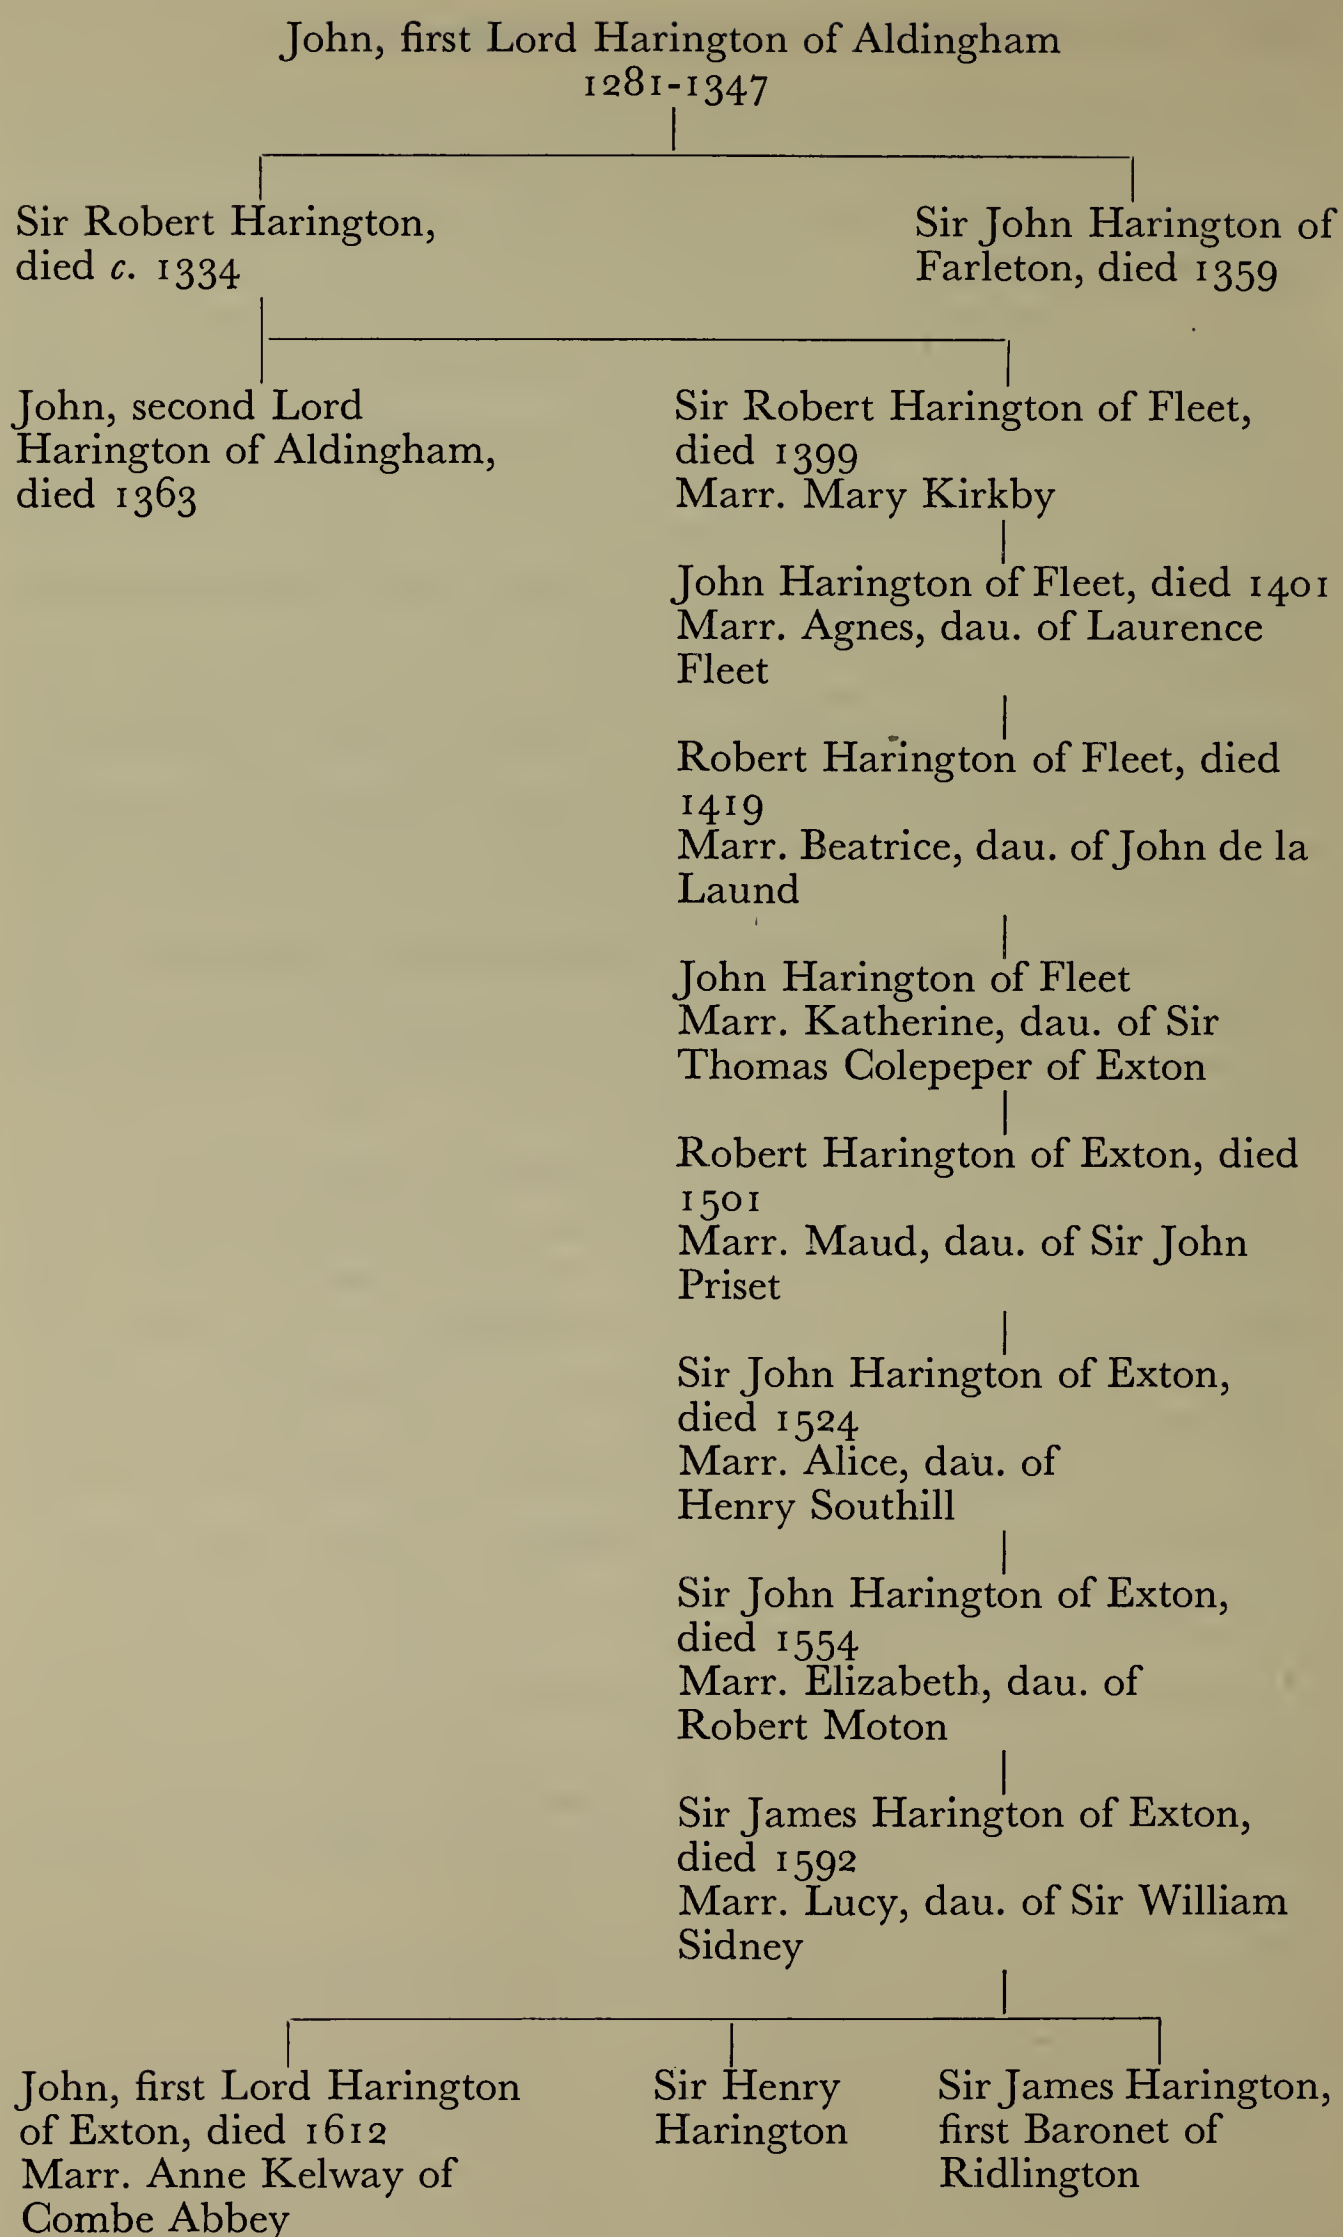 John, first Lord Harington of Aldingham
1281-1347
Sir Robert Harington,
died c. 1334
Sir John Harington of
Farleton, died 1359
John, second Lord
Harington of Aldingham,
died 1363
Sir Robert Harington of Fleet,
died 1399
Marr. Mary Kirkby
John Harington of Fleet, died 1401
Marr. Agnes, dau. of Laurence
Fleet
Robert Harington of Fleet, died
1419
Marr. Beatrice, dau. of John de la
Laund
John Harington of Fleet
Marr. Katherine, dau. of Sir
Thomas Colepeper of Exton
Robert Harington of Exton, died
1501
Marr. Maud, dau. of Sir John
Priset
Sir John Harington of Exton,
died 1524
Marr. Alice, dau. of
Henry Southill
Sir John Harington of Exton,
died 1554
Marr. Elizabeth, dau. of
Robert Moton
Sir James Harington of Exton,
died 1592
Marr. Lucy, dau. of Sir William
Sidney
John, first Lord Harington
of Exton, died 1612
Marr. Anne Kelway of
Combe Abbey
Sir Henry
Harington
Sir James Harington,
first Baronet of
Ridlington